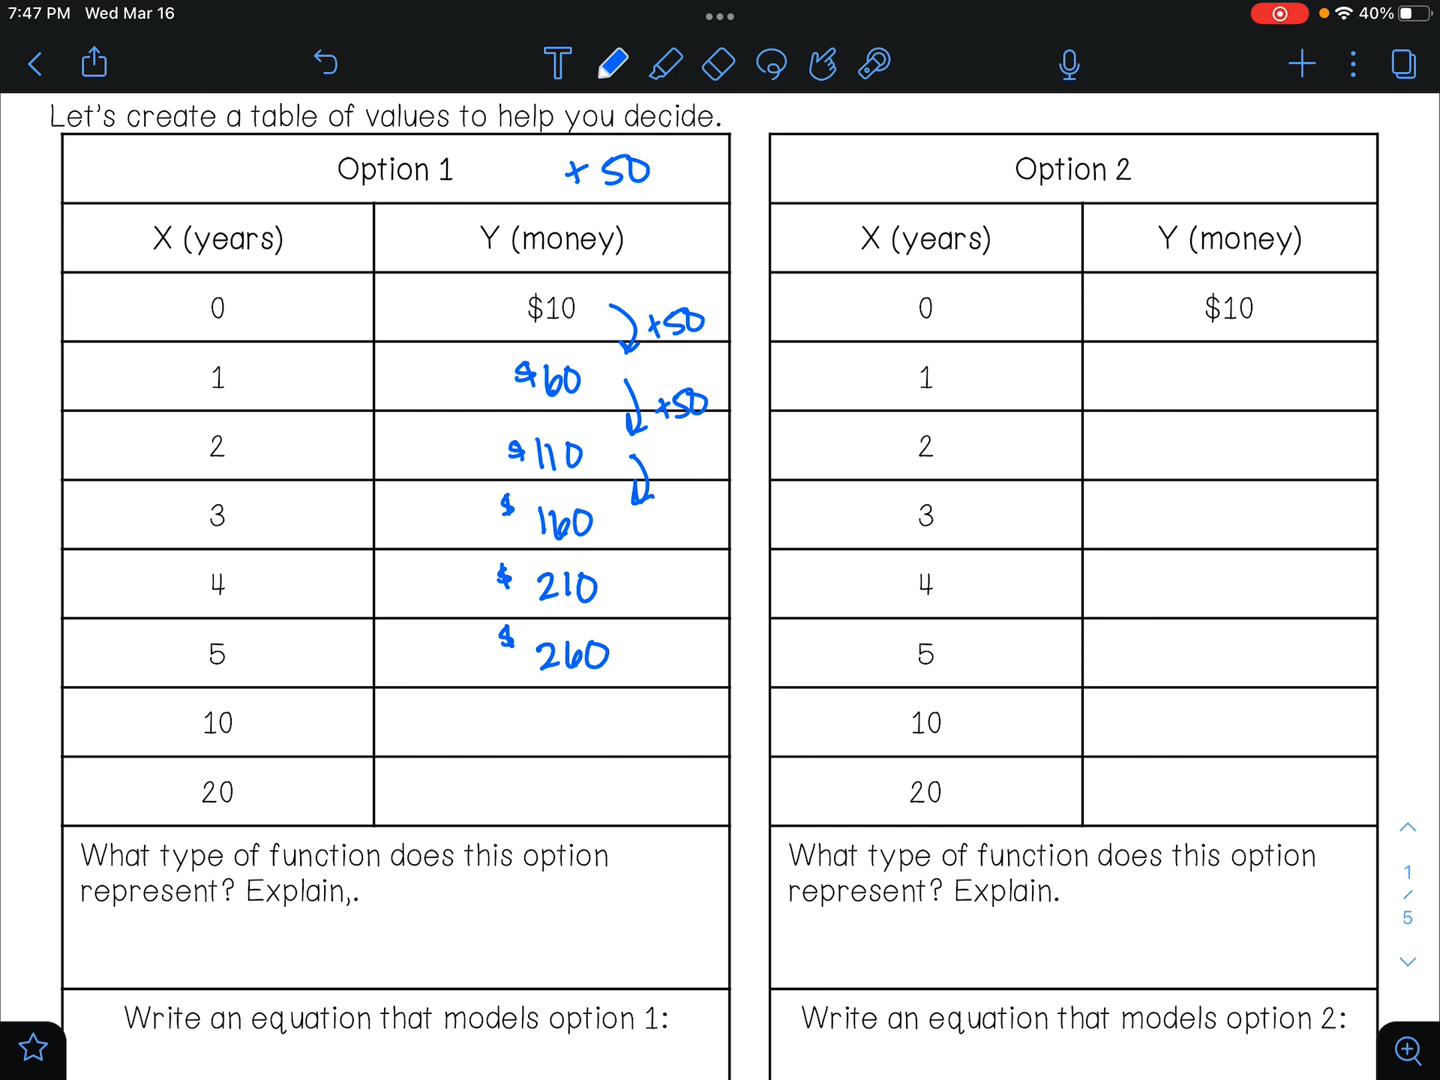 7:47 PM Wed Mar 16 40%
Let's create a table of values to help you decide.
Option 1 + 50
X (years) Y (money)
0 $10 +50
1 $60 +50
2 $110
3 $ 160
4 $ 210
5 $ 260
10
20
What type of function does this option
represent? Explain,.
Write an equation that models option 1:
Option 2
X (years) Y (money)
0 $10
1
2
3
4
5
10
20
What type of function does this option
represent? Explain.
Write an equation that models option 2:
1
/
5